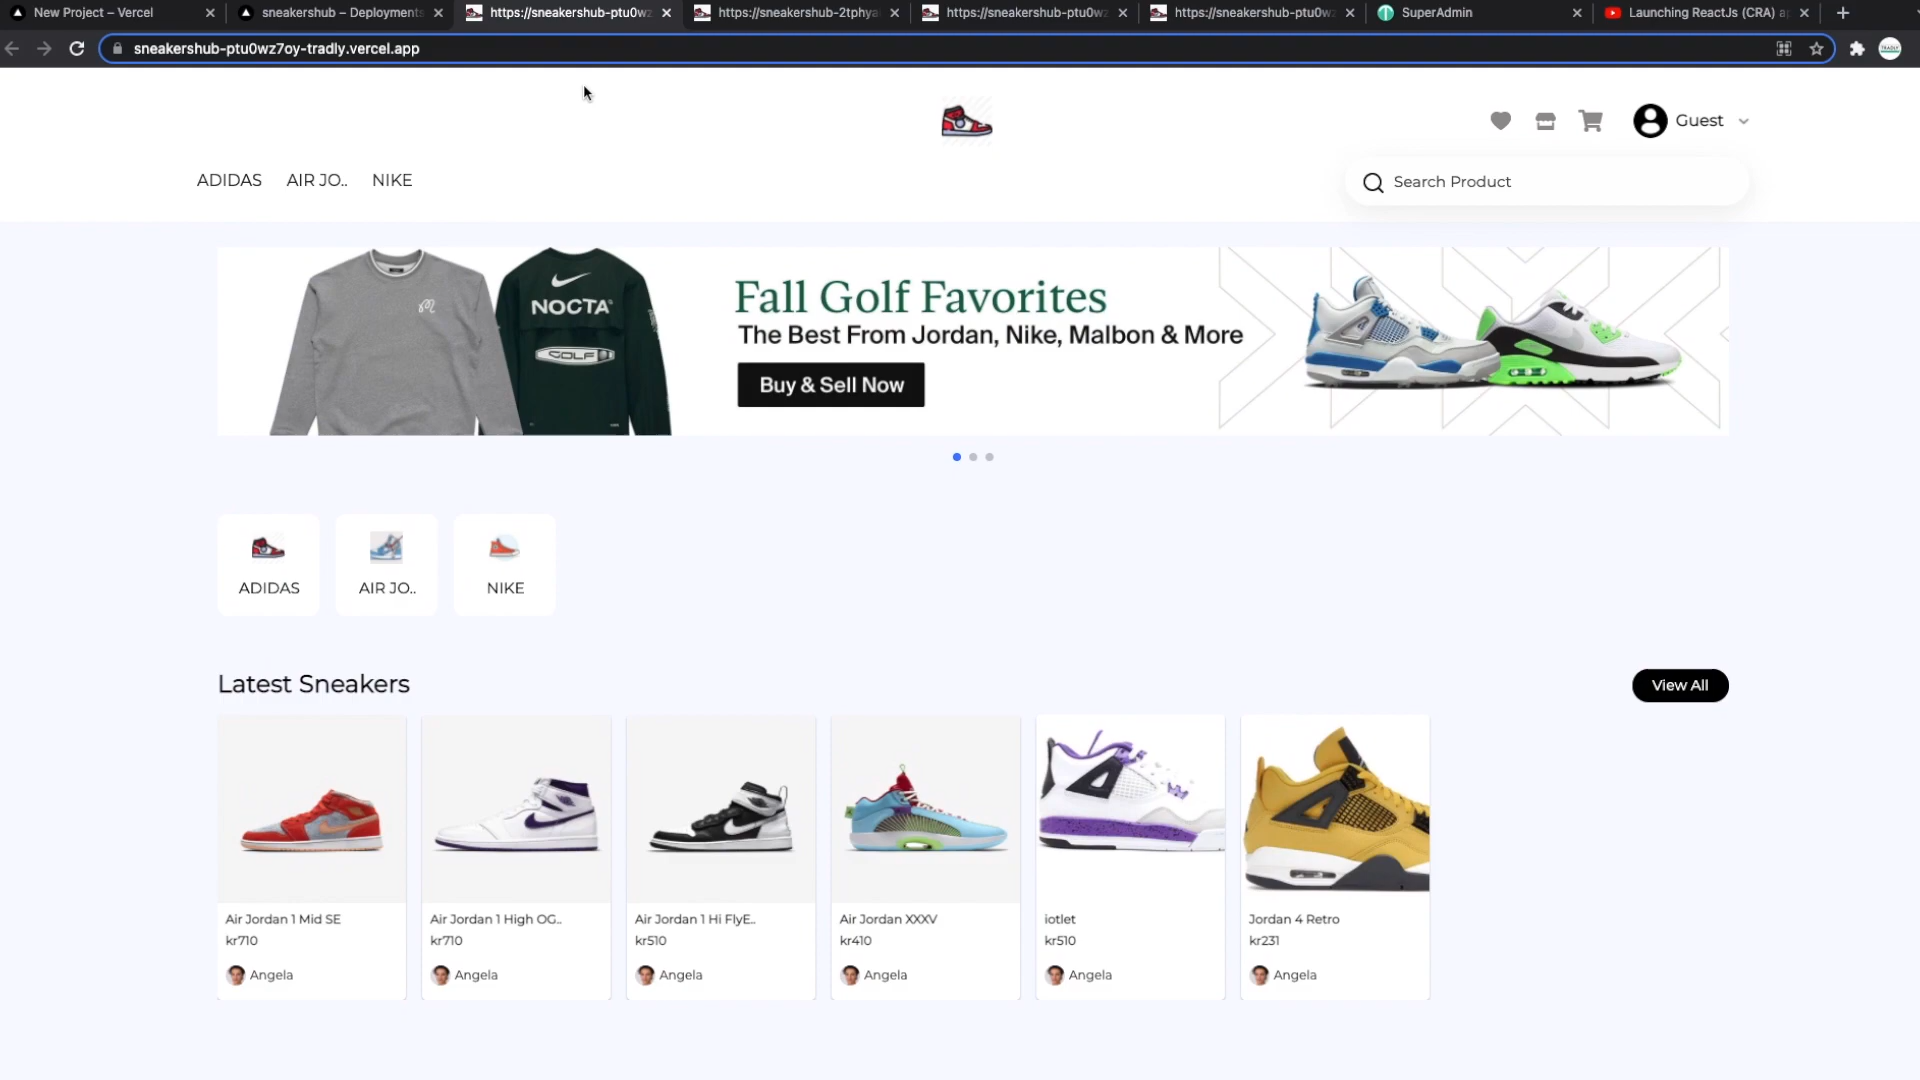 New Project – Vercel
sneakershub – Deployments
https://sneakershub-ptu0wz
https://sneakershub-2tphya
https://sneakershub-ptu0wz
https://sneakershub-ptu0wz
SuperAdmin
Launching ReactJs (CRA) a
sneakershub-ptu0wz7oy-tradly.vercel.app
Guest
ADIDAS AIR JO.. NIKE
Search Product
NOCTA
GOLF
Fall Golf Favorites
The Best From Jordan, Nike, Malbon & More
Buy & Sell Now
ADIDAS
AIR JO..
NIKE
Latest Sneakers
View All
Air Jordan 1 Mid SE
kr710
Angela
Air Jordan 1 High OG..
kr710
Angela
Air Jordan 1 Hi FlyE..
kr510
Angela
Air Jordan XXXV
kr410
Angela
iotlet
kr510
Angela
Jordan 4 Retro
kr231
Angela